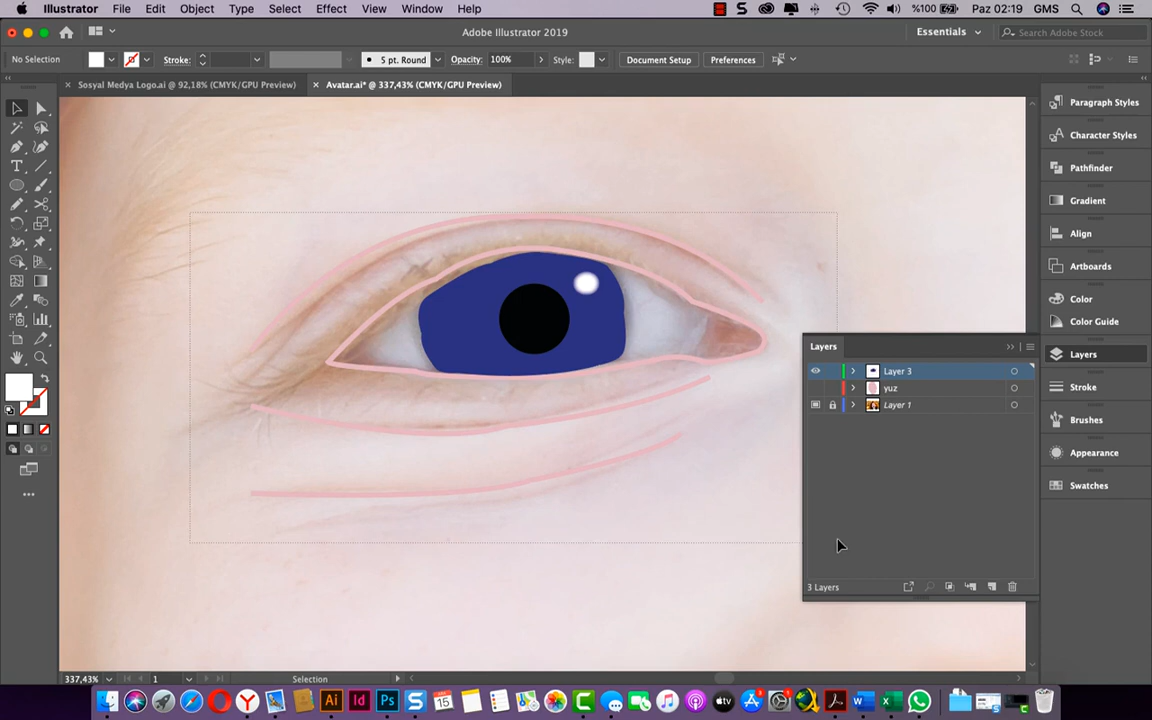 Illustrator File Edit Object Type Select Effect View Window Help %100 Paz 02:19 GMS
Adobe Illustrator 2019 Essentials Search Adobe Stock
No Selection Stroke: 5 pt. Round Opacity: 100% Style: Document Setup Preferences
Sosyal Medya Logo.ai @ 92,18% (CMYK/GPU Preview) Avatar.ai* @ 337,43% (CMYK/GPU Preview)
Paragraph Styles
Character Styles
Pathfinder
Gradient
Align
Artboards
Color
Color Guide
Layers
Stroke
Brushes
Appearance
Swatches
Layers
Layer 3
yuz
Layer 1
3 Layers
337,43% 1 Selection